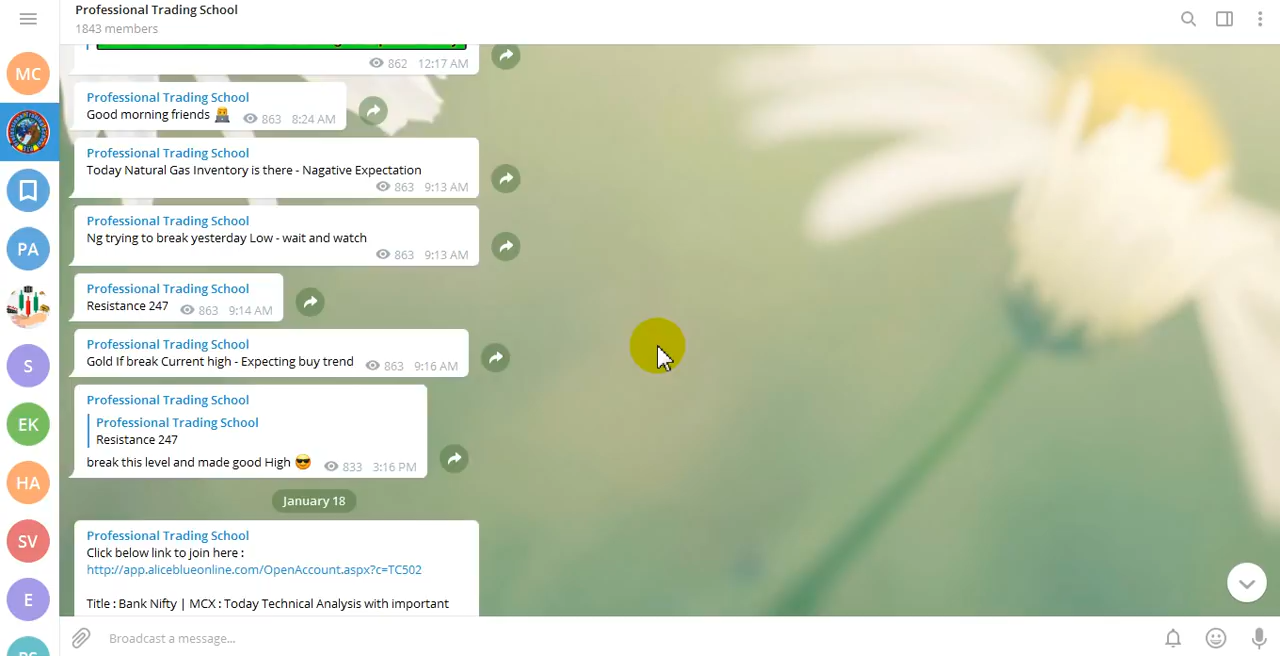 Professional Trading School
1843 members
862 12:17 AM
MC
Professional Trading School
Good morning friends
863 8:24 AM
Professional Trading School
Today Natural Gas Inventory is there - Nagative Expectation
863 9:13 AM
PA
Professional Trading School
Ng trying to break yesterday Low - wait and watch
863 9:13 AM
Professional Trading School
Resistance 247 863 9:14 AM
Professional Trading School
Gold If break Current high - Expecting buy trend 863 9:16 AM
S
Professional Trading School
Professional Trading School
Resistance 247
EK
break this level and made good High 😎 833 3:16 PM
HA
January 18
SV
Professional Trading School
Click below link to join here :
http://app.aliceblueonline.com/OpenAccount.aspx?c=TC502
E
Title : Bank Nifty | MCX : Today Technical Analysis with important
Broadcast a message...